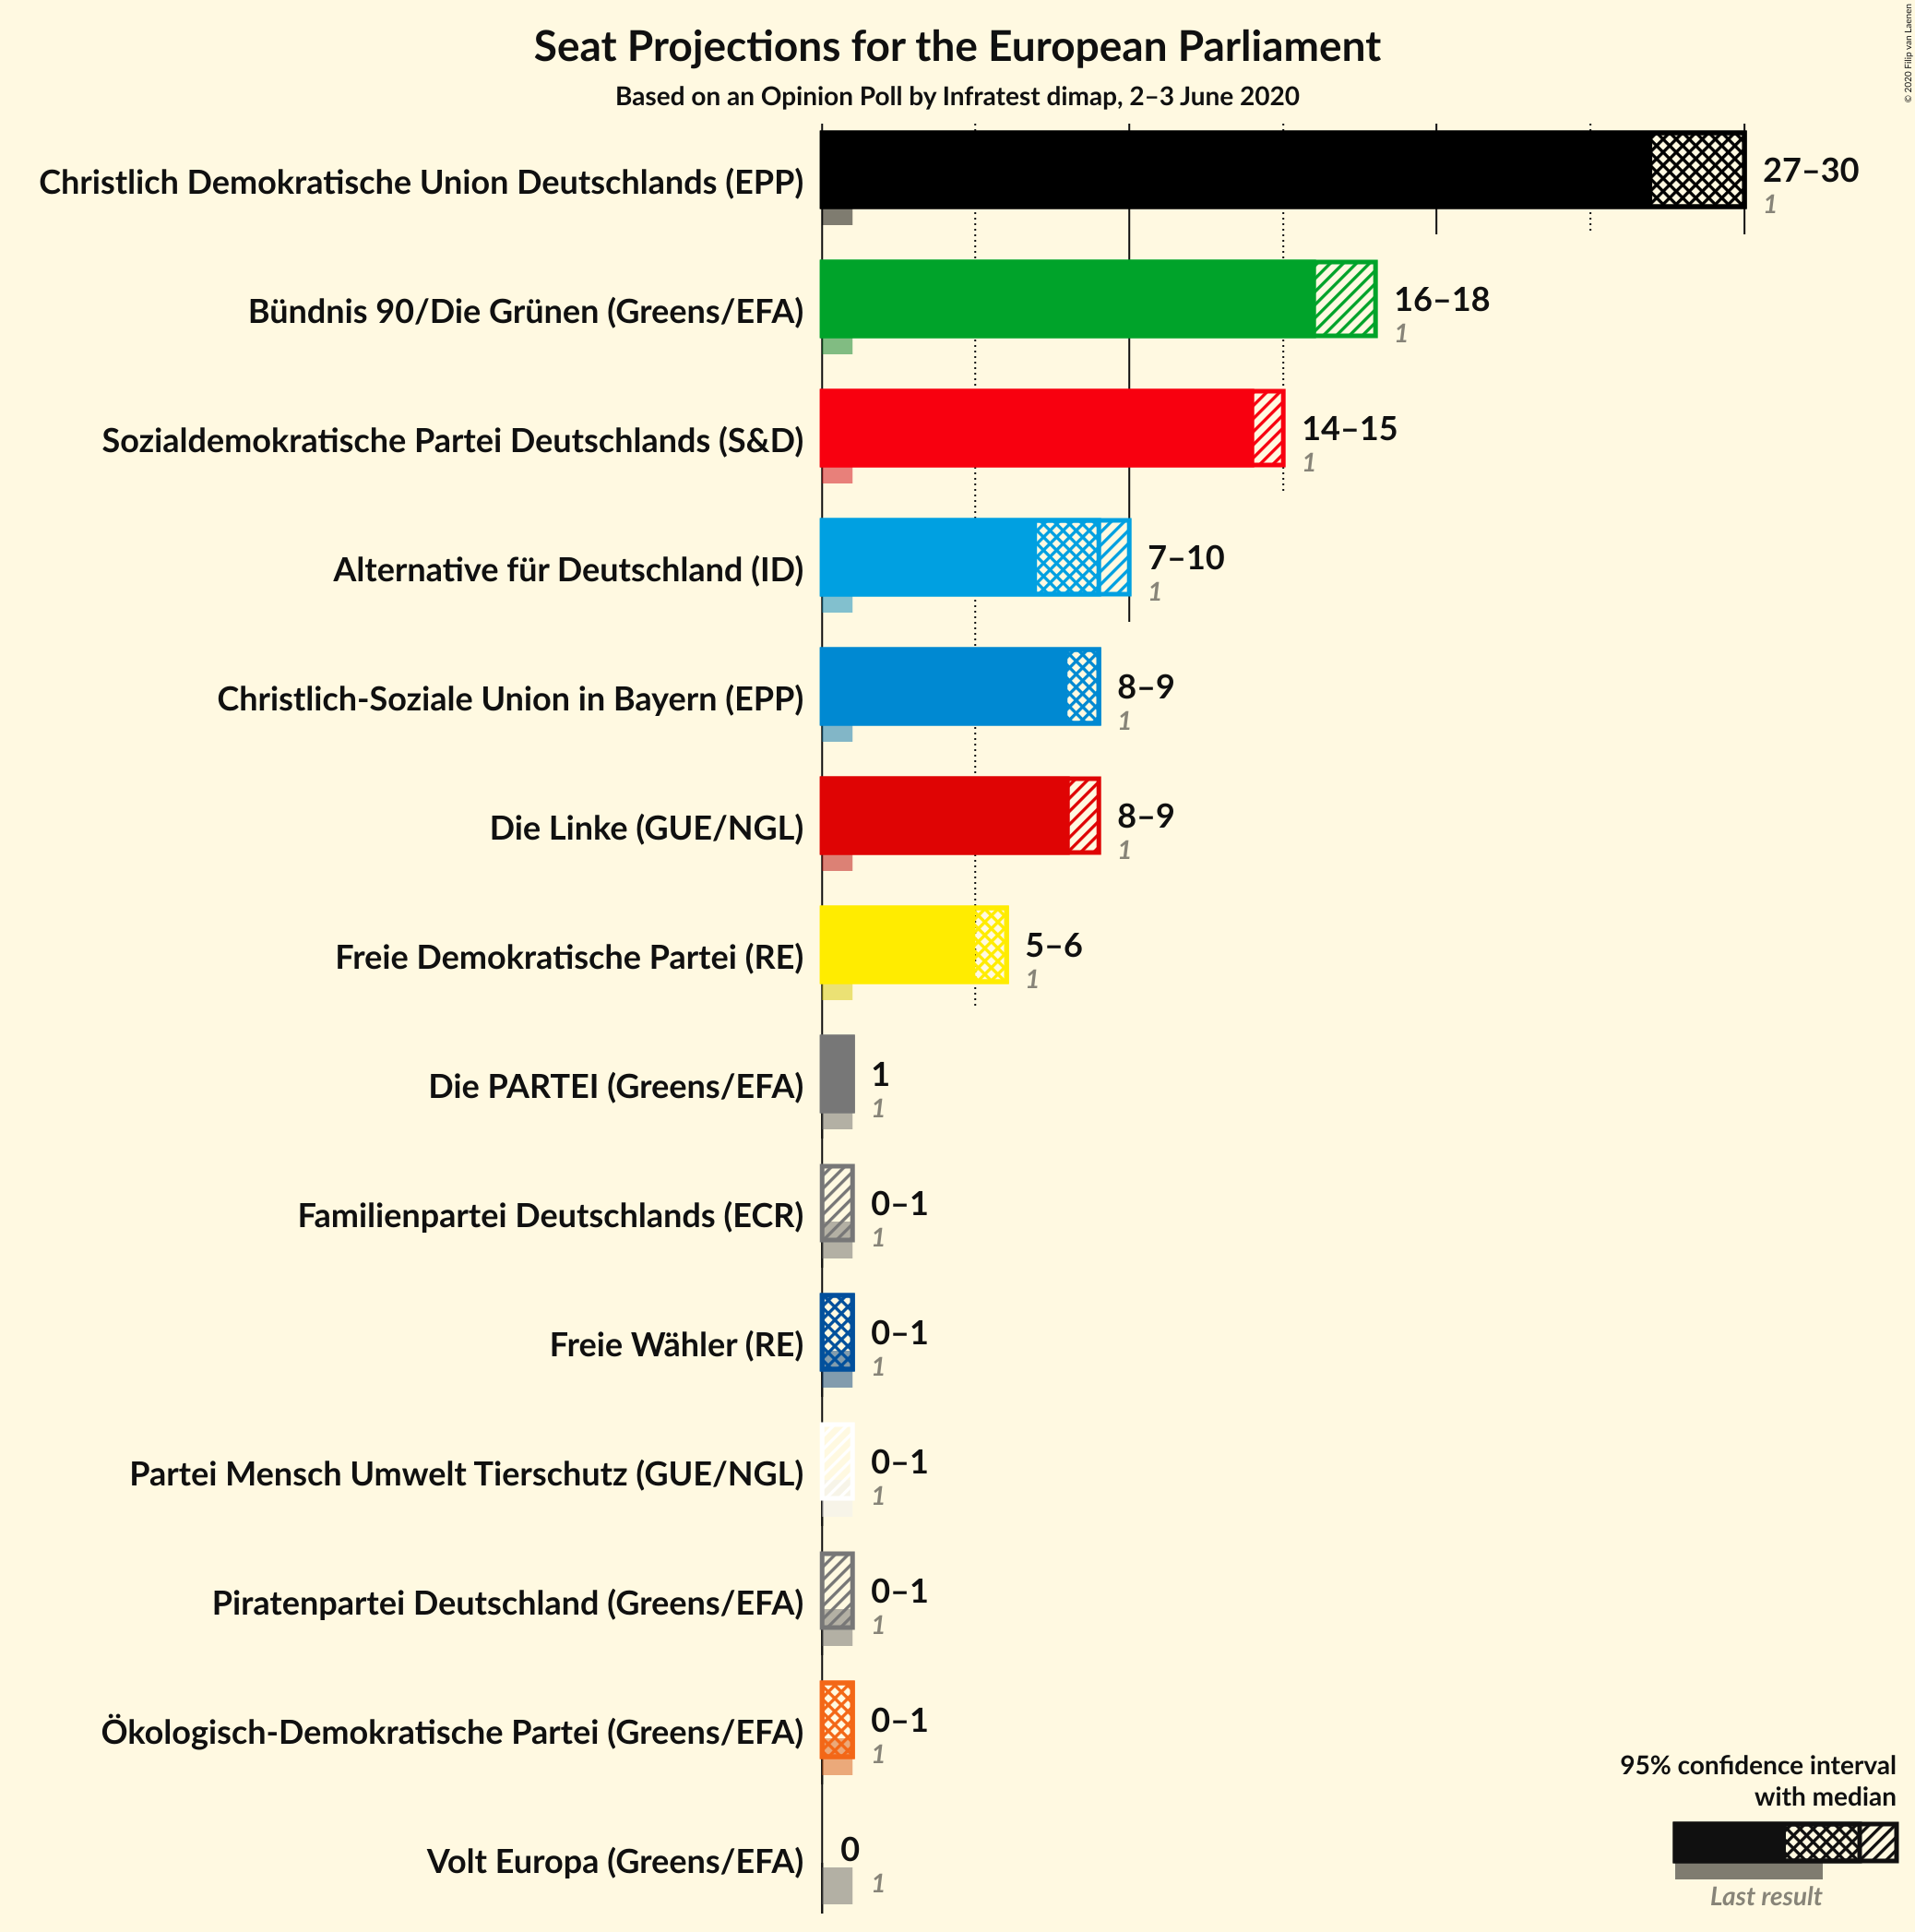 Seat Projections for the European Parliament
Based on an Opinion Poll by Infratest dimap, 2–3 June 2020
© 2020 Filip van Laenen
Christlich Demokratische Union Deutschlands (EPP)
27–30
1
Bündnis 90/Die Grünen (Greens/EFA)
16–18
1
Sozialdemokratische Partei Deutschlands (S&D)
14–15
1
Alternative für Deutschland (ID)
7–10
1
Christlich-Soziale Union in Bayern (EPP)
8–9
1
Die Linke (GUE/NGL)
8–9
1
Freie Demokratische Partei (RE)
5–6
1
Die PARTEI (Greens/EFA)
1
1
Familienpartei Deutschlands (ECR)
0–1
1
Freie Wähler (RE)
0–1
1
Partei Mensch Umwelt Tierschutz (GUE/NGL)
0–1
1
Piratenpartei Deutschland (Greens/EFA)
0–1
1
Ökologisch-Demokratische Partei (Greens/EFA)
0–1
1
Volt Europa (Greens/EFA)
0
1
95% confidence interval
with median
Last result